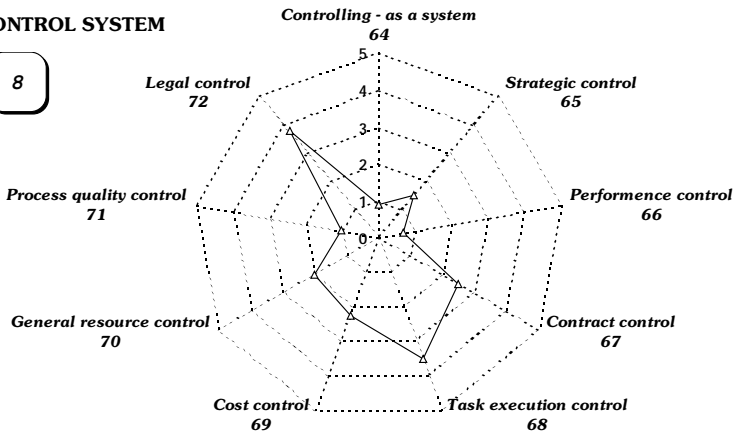 Controlling - as a system
64
ONTROL SYSTEM
8
5
4
3
2
1
0
Legal control
72
Strategic control
65
Process quality control
71
Performence control
66
General resource control
70
Contract control
67
Cost control
69
Task execution control
68